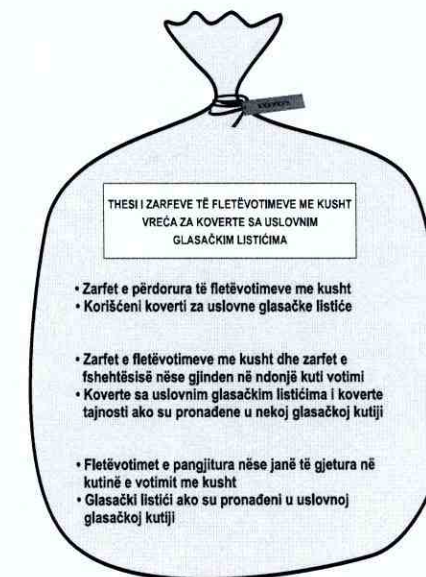 THESI I ZARFEVE TË FLETËVOTIMEVE ME KUSHT
VREĆA ZA KOVERTE SA USLOVNIM
GLASAČKIM LISTIĆIMA
• Zarfet e përdorura të fletëvotimeve me kusht
• Korišćeni koverti za uslovne glasačke listiće
• Zarfet e fletëvotimeve me kusht dhe zarfet e
fshehtësisë nëse gjinden në ndonjë kuti votimi
• Koverte sa uslovnim glasačkim listićima i koverte
tajnosti ako su pronađene u nekoj glasačkoj kutiji
• Fletëvotimet e pangjitura nëse janë të gjetura në
kutinë e votimit me kusht
• Glasački listići ako su pronađeni u uslovnoj
glasačkoj kutiji